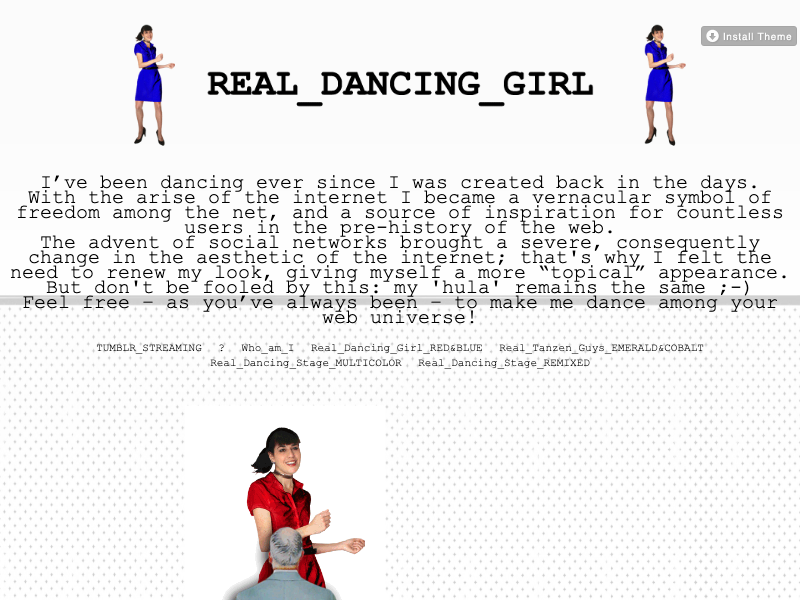 Install Theme
REAL_DANCING_GIRL
I’ve been dancing ever since I was created back in the days.
With the arise of the internet I became a vernacular symbol of
freedom among the net, and a source of inspiration for countless
users in the pre-history of the web.
The advent of social networks brought a severe, consequently
change in the aesthetic of the internet; that's why I felt the
need to renew my look, giving myself a more “topical” appearance.
But don't be fooled by this: my 'hula' remains the same ;-)
Feel free – as you’ve always been – to make me dance among your
web universe!
TUMBLR_STREAMING ? Who_am_I Real_Dancing_Girl_RED&BLUE Real_Tanzen_Guys_EMERALD&COBALT
Real_Dancing_Stage_MULTICOLOR Real_Dancing_Stage_REMIXED